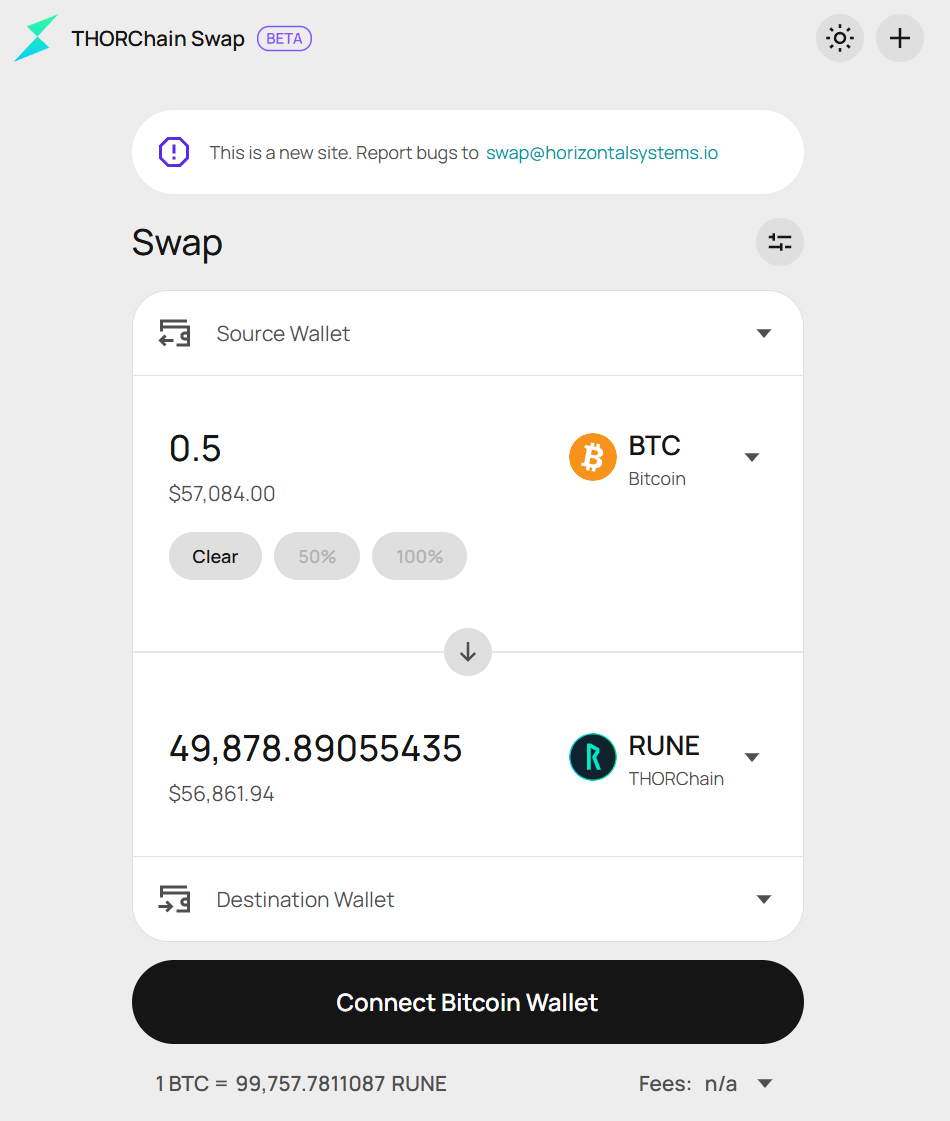 THORChain Swap BETA
This is a new site. Report bugs to swap@horizontalsystems.io
Swap
Source Wallet
0.5
BTC
$57,084.00
Bitcoin
Clear 50% 100%
49,878.89055435
RUNE
$56,861.94
THORChain
Destination Wallet
Connect Bitcoin Wallet
1 BTC = 99,757.7811087 RUNE Fees: n/a